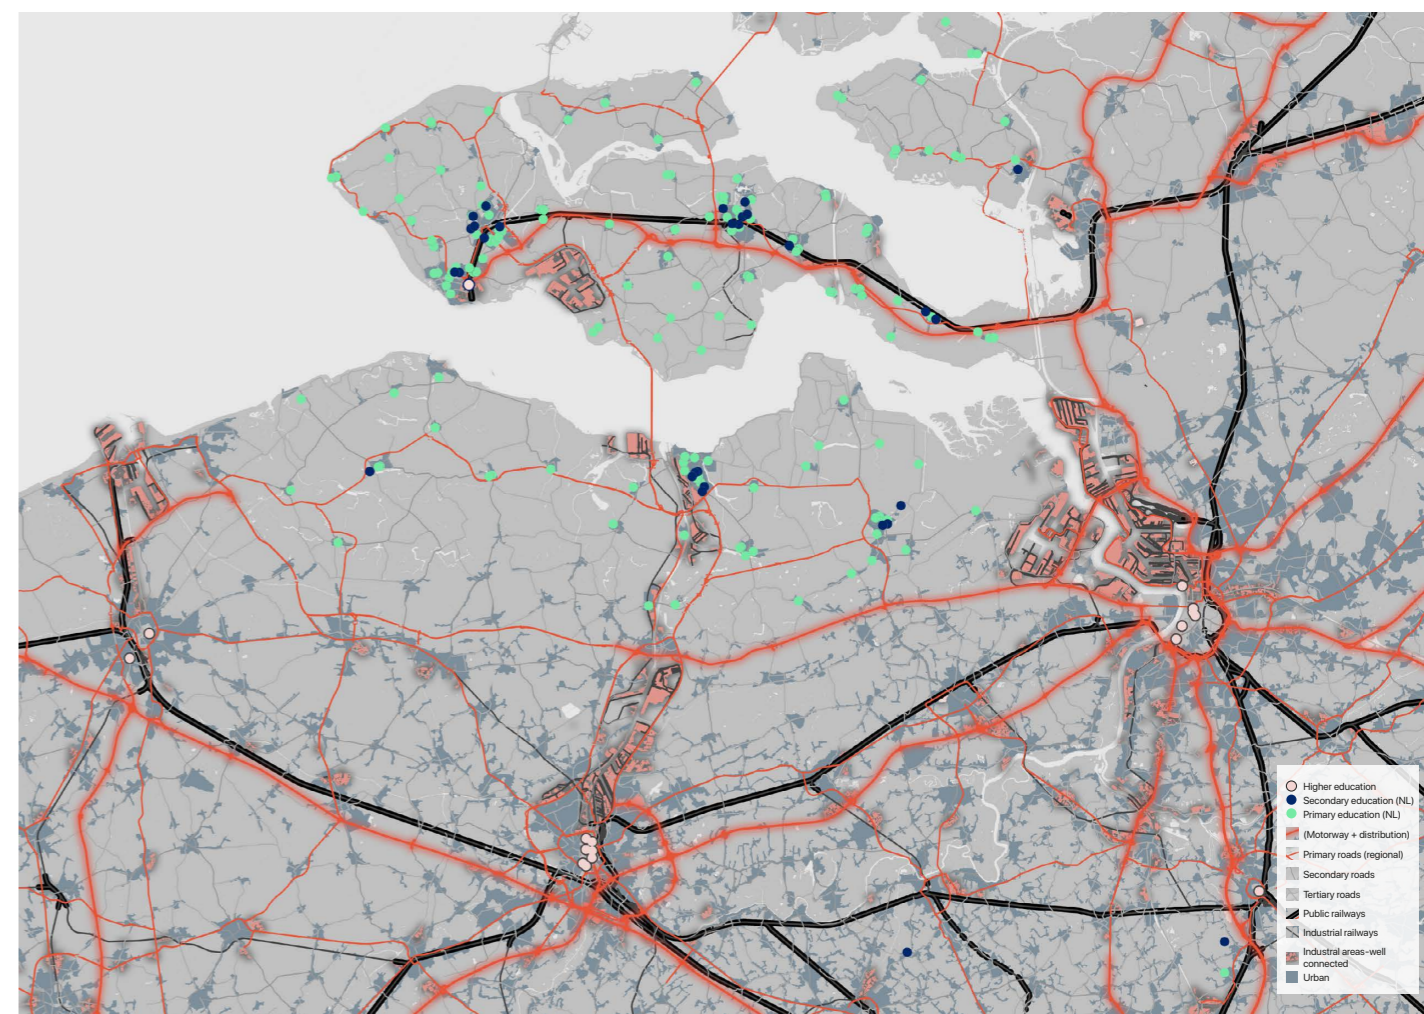 Higher education
Secondary education (NL)
Primary education (NL)
(Motorway + distribution)
Primary roads (regional)
Secondary roads
Tertiary roads
Public railways
Industrial railways
Industral areas-well
connected
Urban